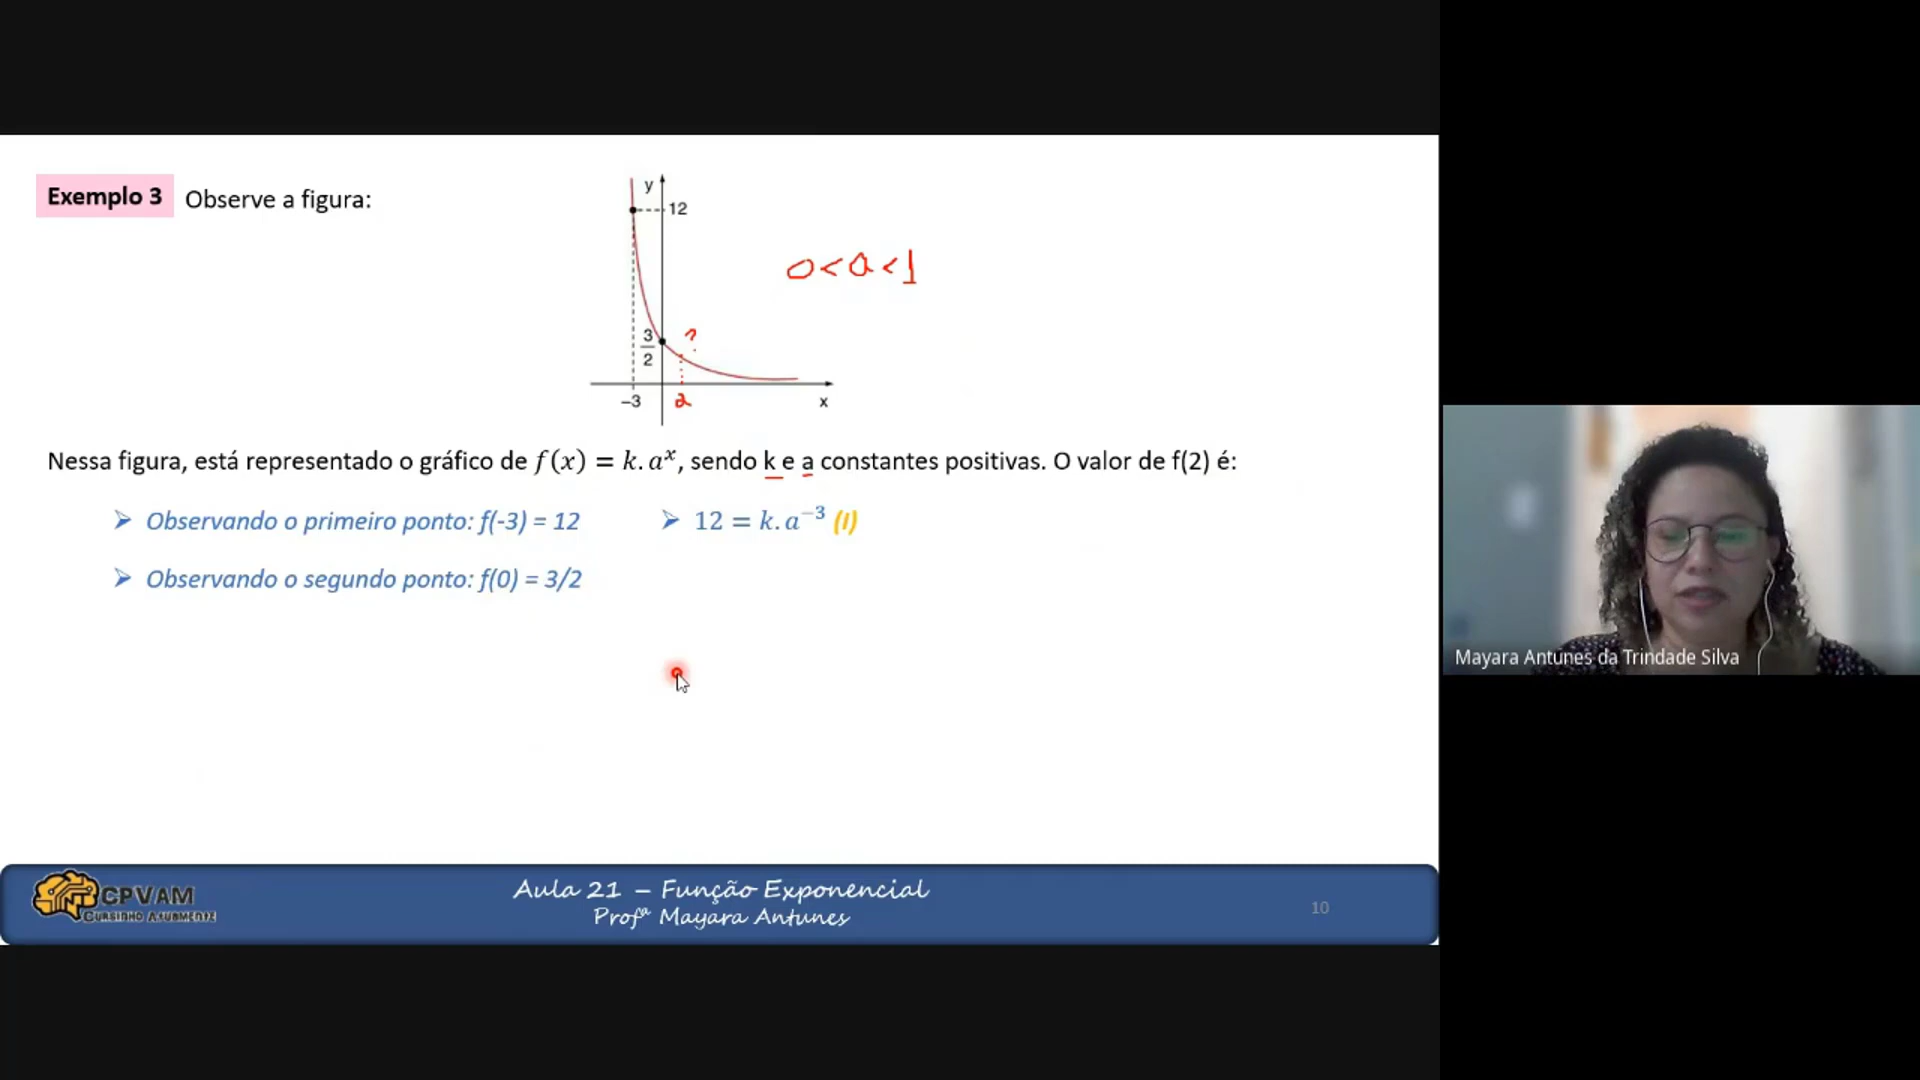 Exemplo 3 Observe a figura:
y
12
0<a<1
3
2
?
-3
2
x
Nessa figura, está representado o gráfico de f(x) = k.a^x, sendo k e a constantes positivas. O valor de f(2) é:
➢ Observando o primeiro ponto: f(-3) = 12
➢ 12 = k.a^{-3} (I)
➢ Observando o segundo ponto: f(0) = 3/2
Mayara Antunes da Trindade Silva
CPVAM
Aula 21 – Função Exponencial
Profª Mayara Antunes
10